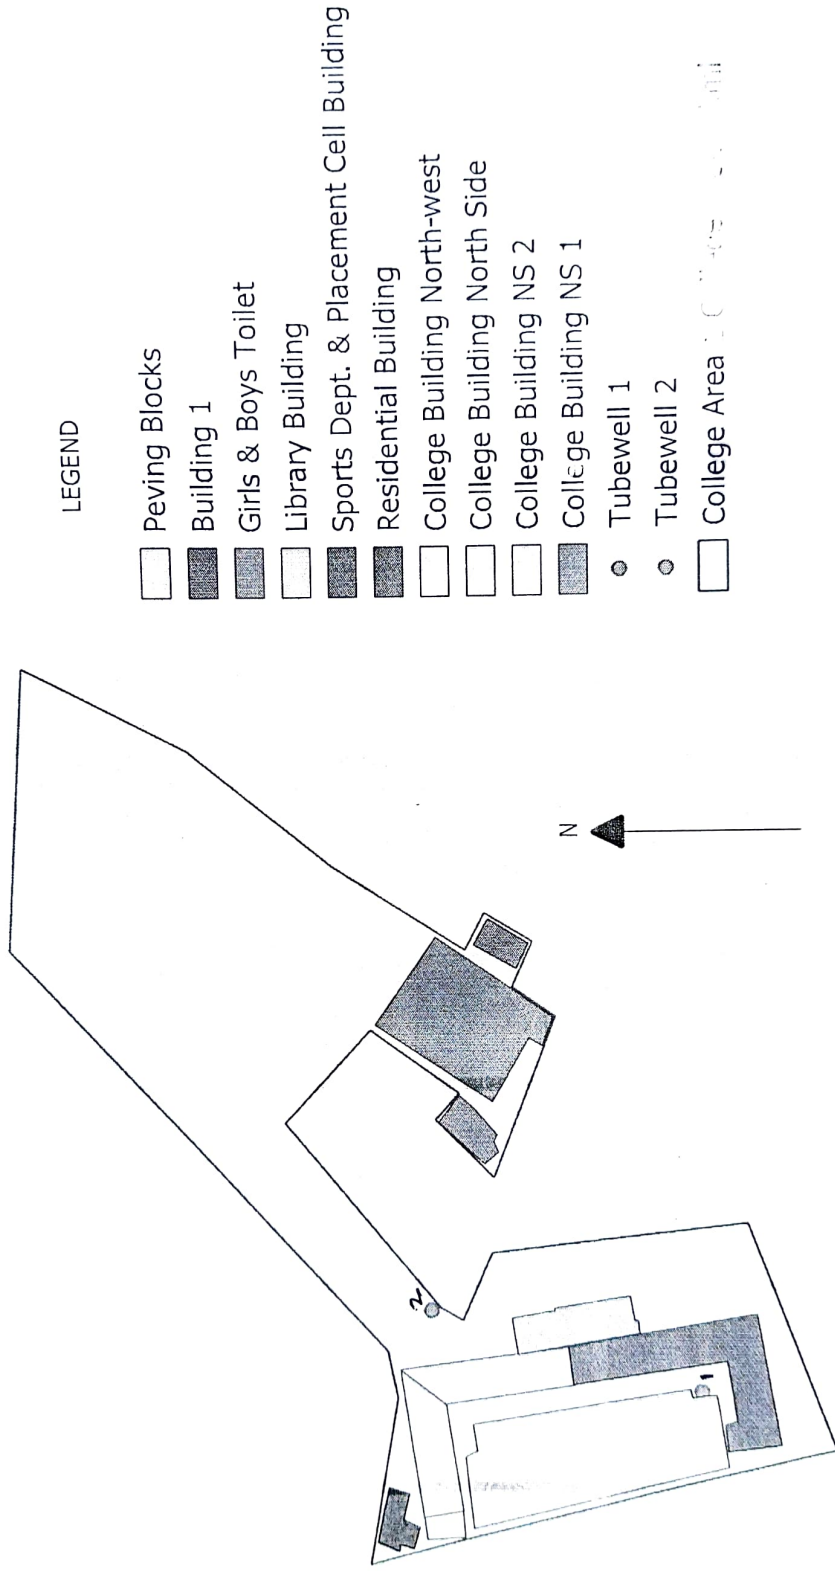 LEGEND
Peving Blocks
Building 1
Girls & Boys Toilet
Library Building
Sports Dept. & Placement Cell Building
Residential Building
College Building North-west
College Building North Side
College Building NS 2
College Building NS 1
Tubewell 1
Tubewell 2
College Area
N
2
1